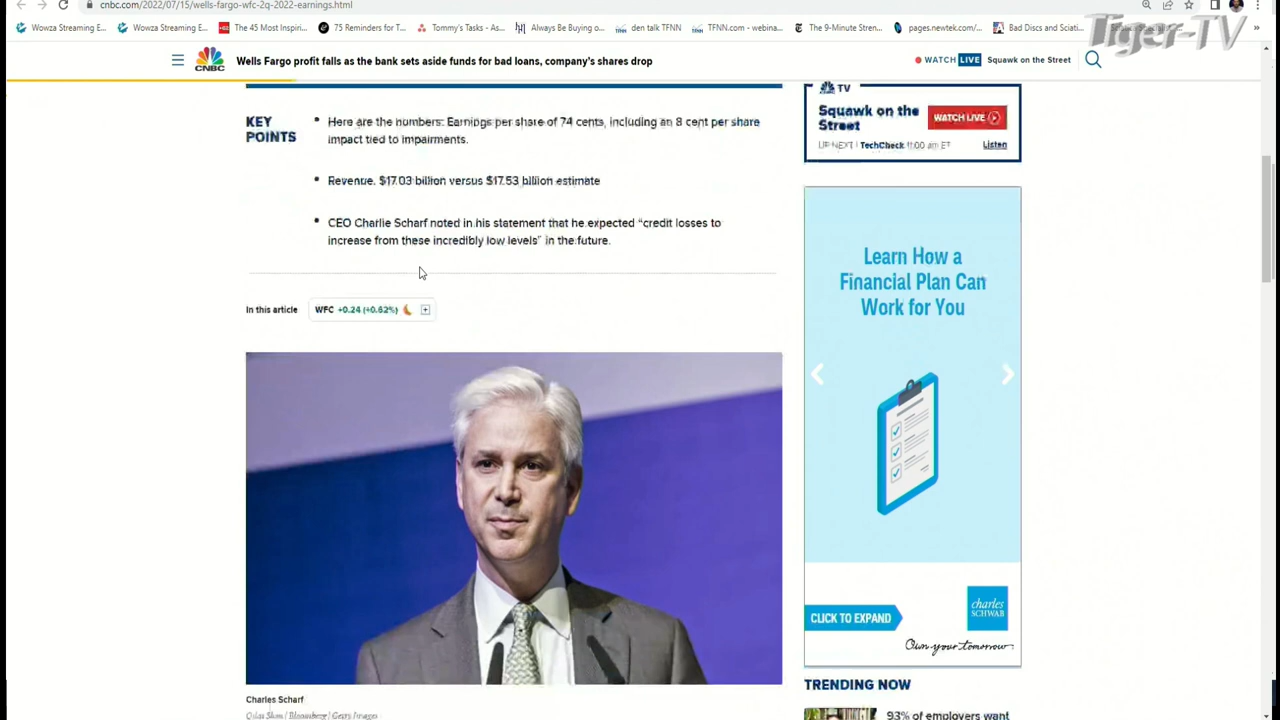 cnbc.com/2022/07/15/wells-fargo-wfc-2q-2022-earnings.html
Wowza Streaming E...
Wowza Streaming E...
The 45 Most Inspiri...
75 Reminders for T...
Tommy's Tasks - As...
Always Be Buying o...
den talk TFNN
TFNN.com - webina...
The 9-Minute Stren...
pages.newtek.com/...
Bad Discs and Sciati...
Tiger-TV
CNBC
Wells Fargo profit falls as the bank sets aside funds for bad loans, company's shares drop
WATCH LIVE
Squawk on the Street
KEY
POINTS
Here are the numbers: Earnings per share of 74 cents, including an 8 cent per share
impact tied to impairments.
Revenue. $17.03 billion versus $17.53 billion estimate
CEO Charlie Scharf noted in his statement that he expected "credit losses to
increase from these incredibly low levels" in the future.
In this article
WFC +0.24 (+0.62%)
Charles Scharf
Qilai Shen | Bloomberg | Getty Images
TV
Squawk on the
Street
WATCH LIVE
UP NEXT | TechCheck 11:00 am ET
Listen
Learn How a
Financial Plan Can
Work for You
CLICK TO EXPAND
charles
SCHWAB
Own your tomorrow.
TRENDING NOW
93% of employers want